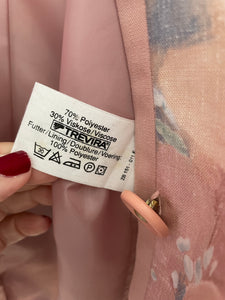 70% Polyester
30% Viskose/Viscose
TREVIRA®
Futter/Lining/Doublure/Voering:
100% Polyester